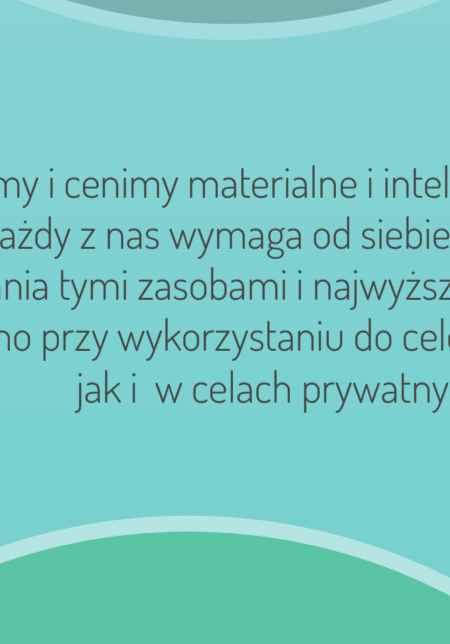 my i cenimy materialne i intel
ażdy z nas wymaga od siebie
nia tymi zasobami i najwyższ
no przy wykorzystaniu do cel
jak i w celach prywatny